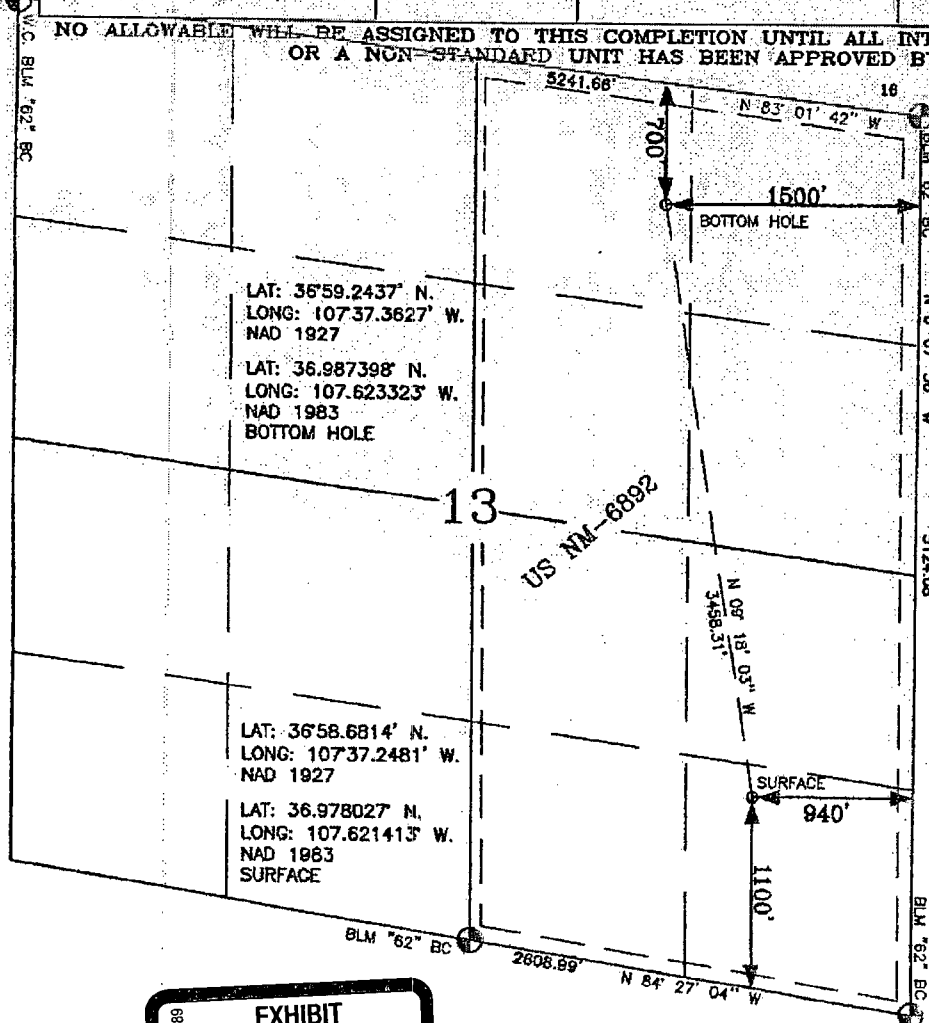 NO ALLOWABLE WILL BE ASSIGNED TO THIS COMPLETION UNTIL ALL INT
OR A NON-STANDARD UNIT HAS BEEN APPROVED B
W.C. BLM "62" BC
5241.66'
16
N 83° 01' 42" W
700'
1500'
BOTTOM HOLE
BLM "62" BC
LAT: 36°59.2437' N.
LONG: 107°37.3627' W.
NAD 1927
LAT: 36.987398° N.
LONG: 107.623323° W.
NAD 1983
BOTTOM HOLE
13
US NM-6892
N 09° 18' 03" W
3458.31'
LAT: 36°58.6814' N.
LONG: 107°37.2481' W.
NAD 1927
LAT: 36.978027° N.
LONG: 107.621413° W.
NAD 1983
SURFACE
SURFACE
940'
1100'
BLM "62" BC
BLM "62" BC
2608.99'
N 84° 27' 04" W
EXHIBIT